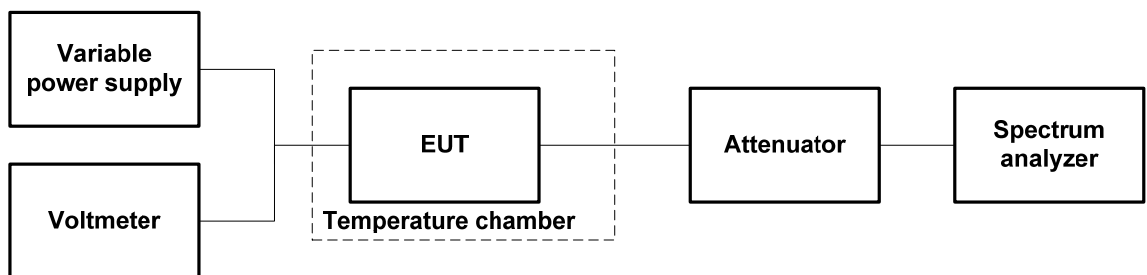 Variable
power supply
Voltmeter
EUT
Temperature chamber
Attenuator
Spectrum
analyzer